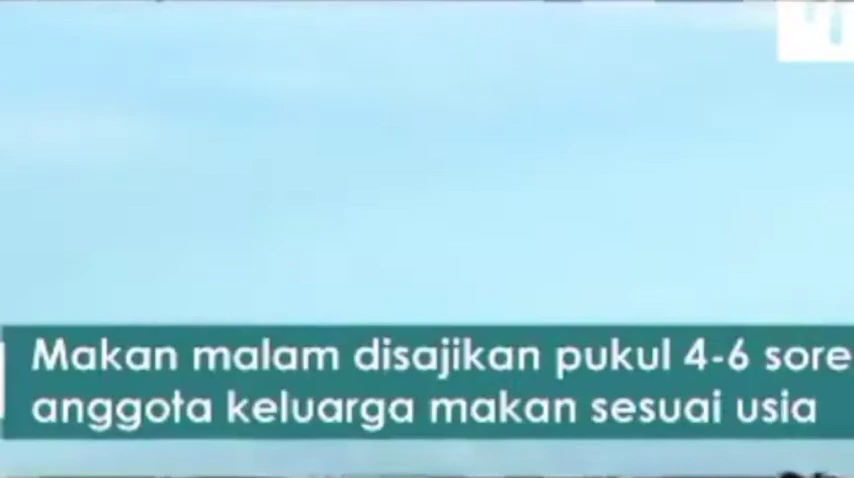 Makan malam disajikan pukul 4-6 sore
anggota keluarga makan sesuai usia